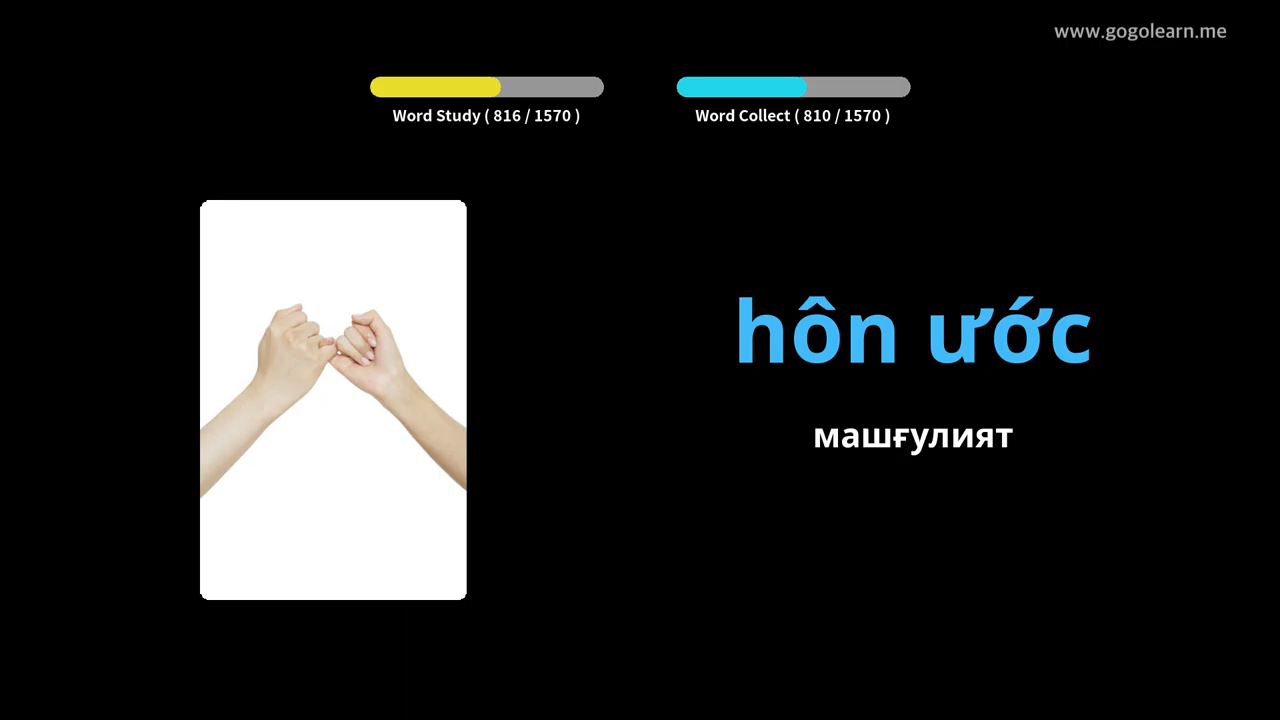 www.gogolearn.me
Word Study ( 816 / 1570 )
Word Collect ( 810 / 1570 )
hôn ước
машғулият